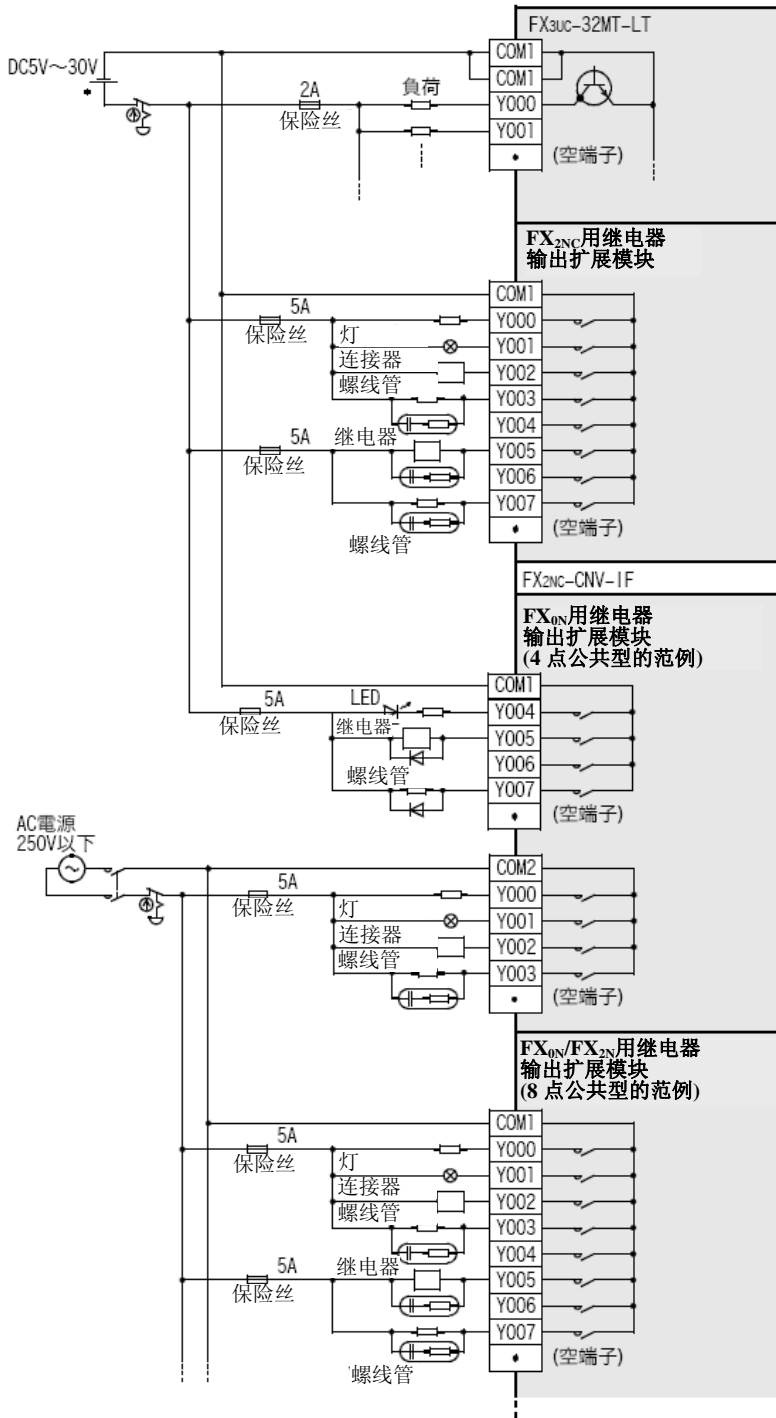 FX3UC-32MT-LT
DC5V～30V
COM1
COM1
2A
負荷
Y000
保险丝
Y001
(空端子)
FX2NC用继电器
输出扩展模块
COM1
5A
Y000
保险丝
灯
Y001
连接器
Y002
螺线管
Y003
Y004
5A
继电器
Y005
保险丝
Y006
Y007
(空端子)
螺线管
FX2NC-CNV-IF
FX0N用继电器
输出扩展模块
(4 点公共型的范例)
COM1
5A
LED
Y004
保险丝
继电器
Y005
Y006
螺线管
Y007
(空端子)
AC電源
250V以下
COM2
5A
Y000
保险丝
灯
Y001
连接器
Y002
螺线管
Y003
(空端子)
FX0N/FX2N用继电器
输出扩展模块
(8 点公共型的范例)
COM1
5A
Y000
保险丝
灯
Y001
连接器
Y002
螺线管
Y003
Y004
5A
继电器
Y005
保险丝
Y006
Y007
(空端子)
螺线管